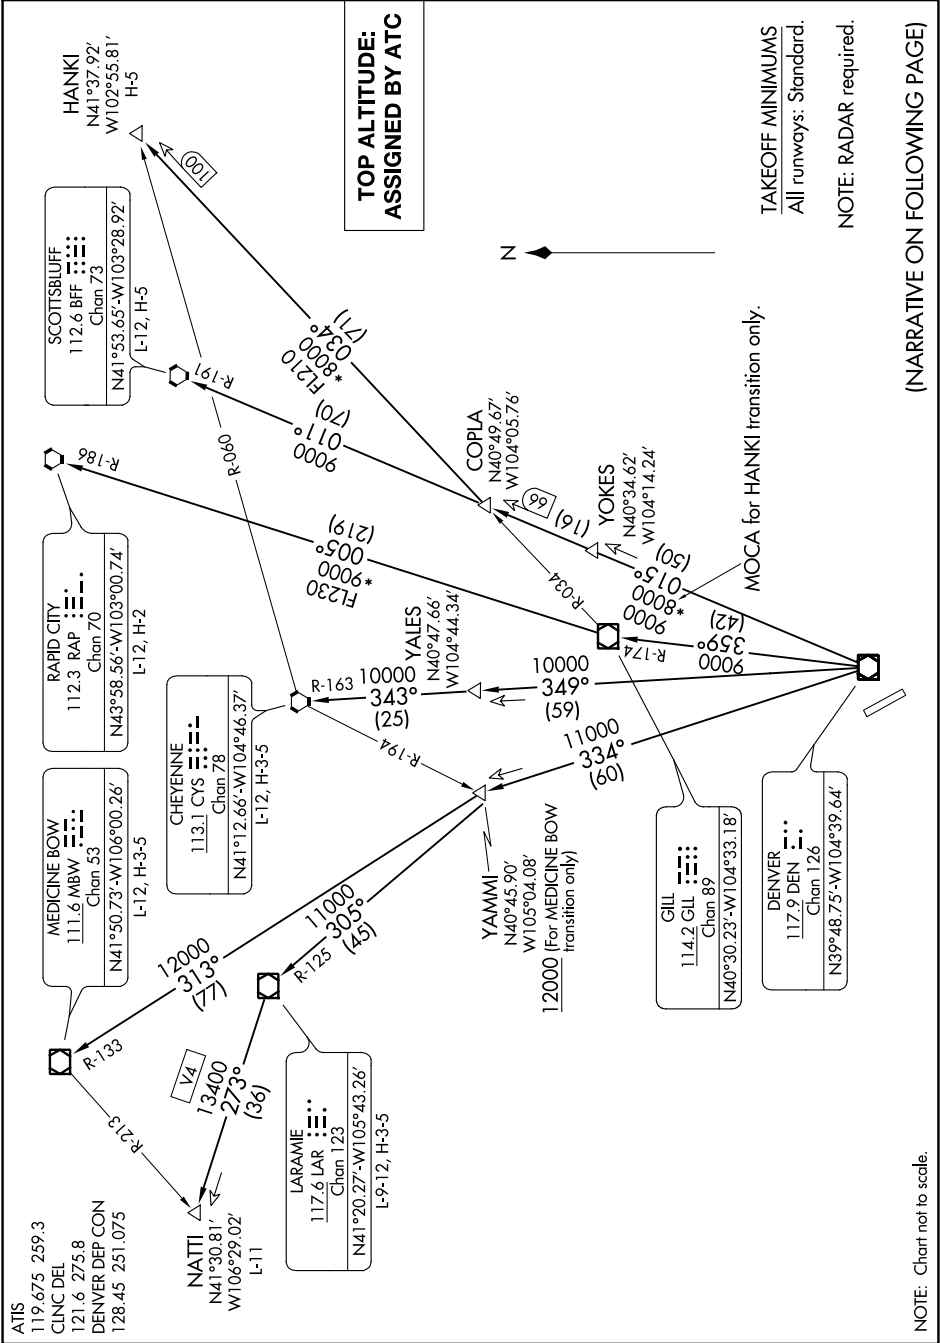 ATIS
119.675 259.3
CLNC DEL
121.6 275.8
DENVER DEP CON
128.45 251.075
TOP ALTITUDE:
ASSIGNED BY ATC
TAKEOFF MINIMUMS
All runways: Standard.
NOTE: RADAR required.
(NARRATIVE ON FOLLOWING PAGE)
HANKI
N41°37.92'
W102°55.81'
H-5
SCOTTSBLUFF
112.6 BFF
Chan 73
N41°53.65'-W103°28.92'
L-12, H-5
RAPID CITY
112.3 RAP
Chan 70
N43°58.56'-W103°00.74'
L-12, H-2
MEDICINE BOW
111.6 MBW
Chan 53
N41°50.73'-W106°00.26'
L-12, H-3-5
CHEYENNE
113.1 CYS
Chan 78
N41°12.66'-W104°46.37'
L-12, H-3-5
NATTI
N41°30.81'
W106°29.02'
L-11
LARAMIE
117.6 LAR
Chan 123
N41°20.27'-W105°43.26'
L-9-12, H-3-5
YAMMI
N40°45.90'
W105°04.08'
12000 (For MEDICINE BOW
transition only)
YALES
N40°47.66'
W104°44.34'
COPLA
N40°49.67'
W104°05.76'
YOKES
N40°34.62'
W104°14.24'
MOCA for HANKI transition only.
GILL
114.2 GLL
Chan 89
N40°30.23'-W104°33.18'
DENVER
117.9 DEN
Chan 126
N39°48.75'-W104°39.64'
N
100
FL210
*8000
034°
(71)
R-191
9000
011°
(70)
R-060
R-186
FL230
*9000
005°
(219)
R-034
66
(16)
9000
*8000
015°
(50)
R-174
9000
359°
(42)
R-163
10000
343°
(25)
10000
346°
(59)
R-194
11000
334°
(60)
12000
313°
(77)
R-133
11000
305°
(45)
R-125
V4
13400
273°
(36)
R-213
NOTE: Chart not to scale.